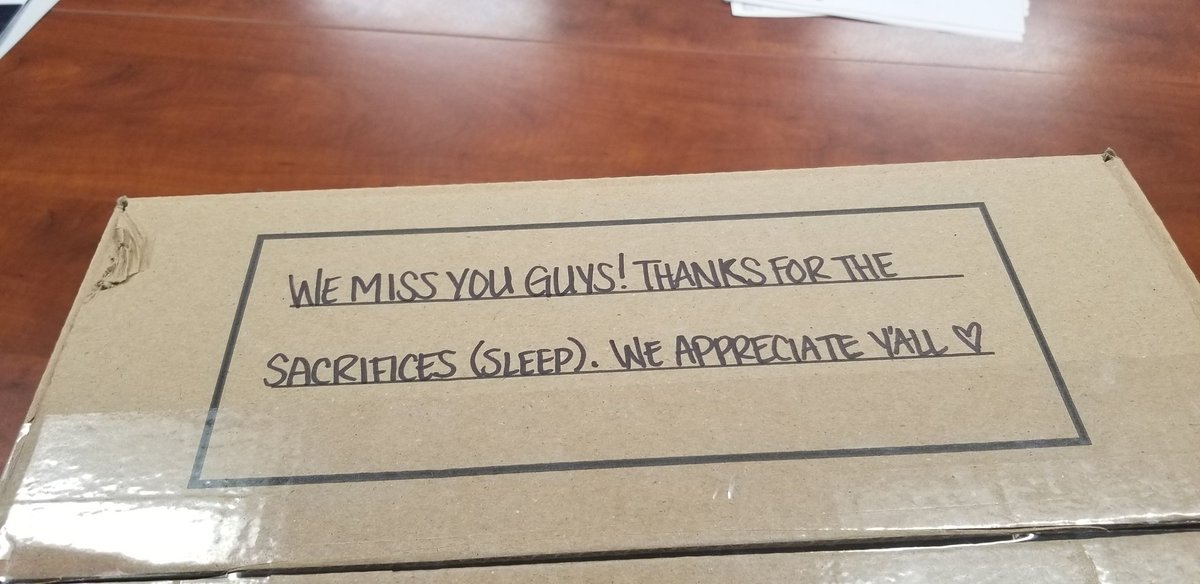 WE MISS YOU GUYS! THANKS FOR THE
SACRIFICES (SLEEP). WE APPRECIATE Y'ALL ♡